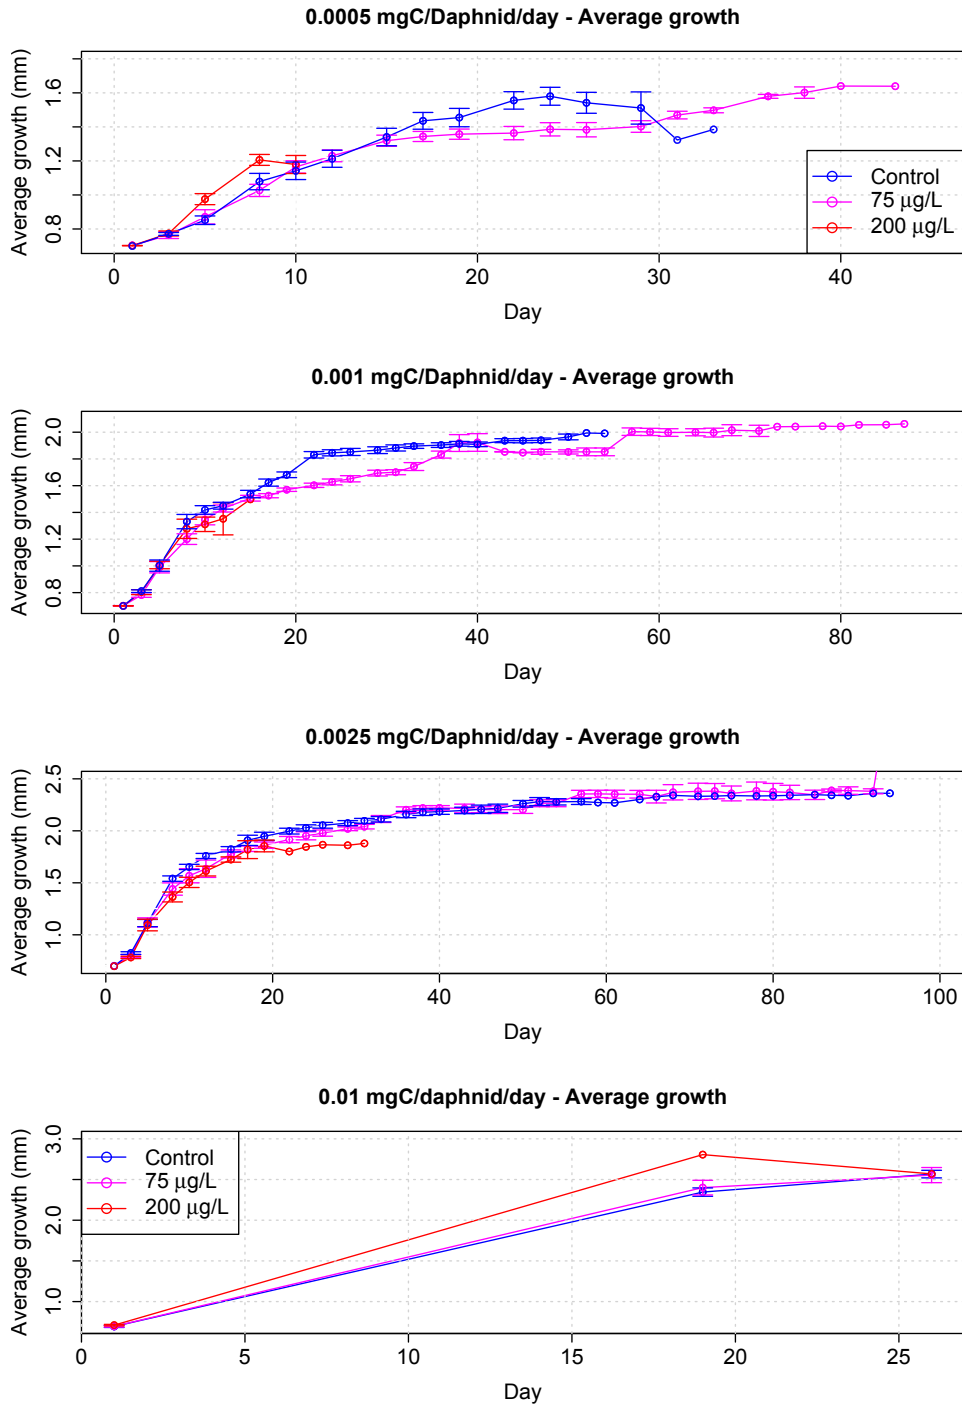 0.0005 mgC/Daphnid/day - Average growth
Average growth (mm)
0.8 1.2 1.6
Control
75 μg/L
200 μg/L
0 10 20 30 40
Day
0.001 mgC/Daphnid/day - Average growth
Average growth (mm)
0.8 1.2 1.6 2.0
0 20 40 60 80
Day
0.0025 mgC/Daphnid/day - Average growth
Average growth (mm)
1.0 1.5 2.0 2.5
0 20 40 60 80 100
Day
0.01 mgC/daphnid/day - Average growth
Average growth (mm)
1.0 2.0 3.0
Control
75 μg/L
200 μg/L
0 5 10 15 20 25
Day